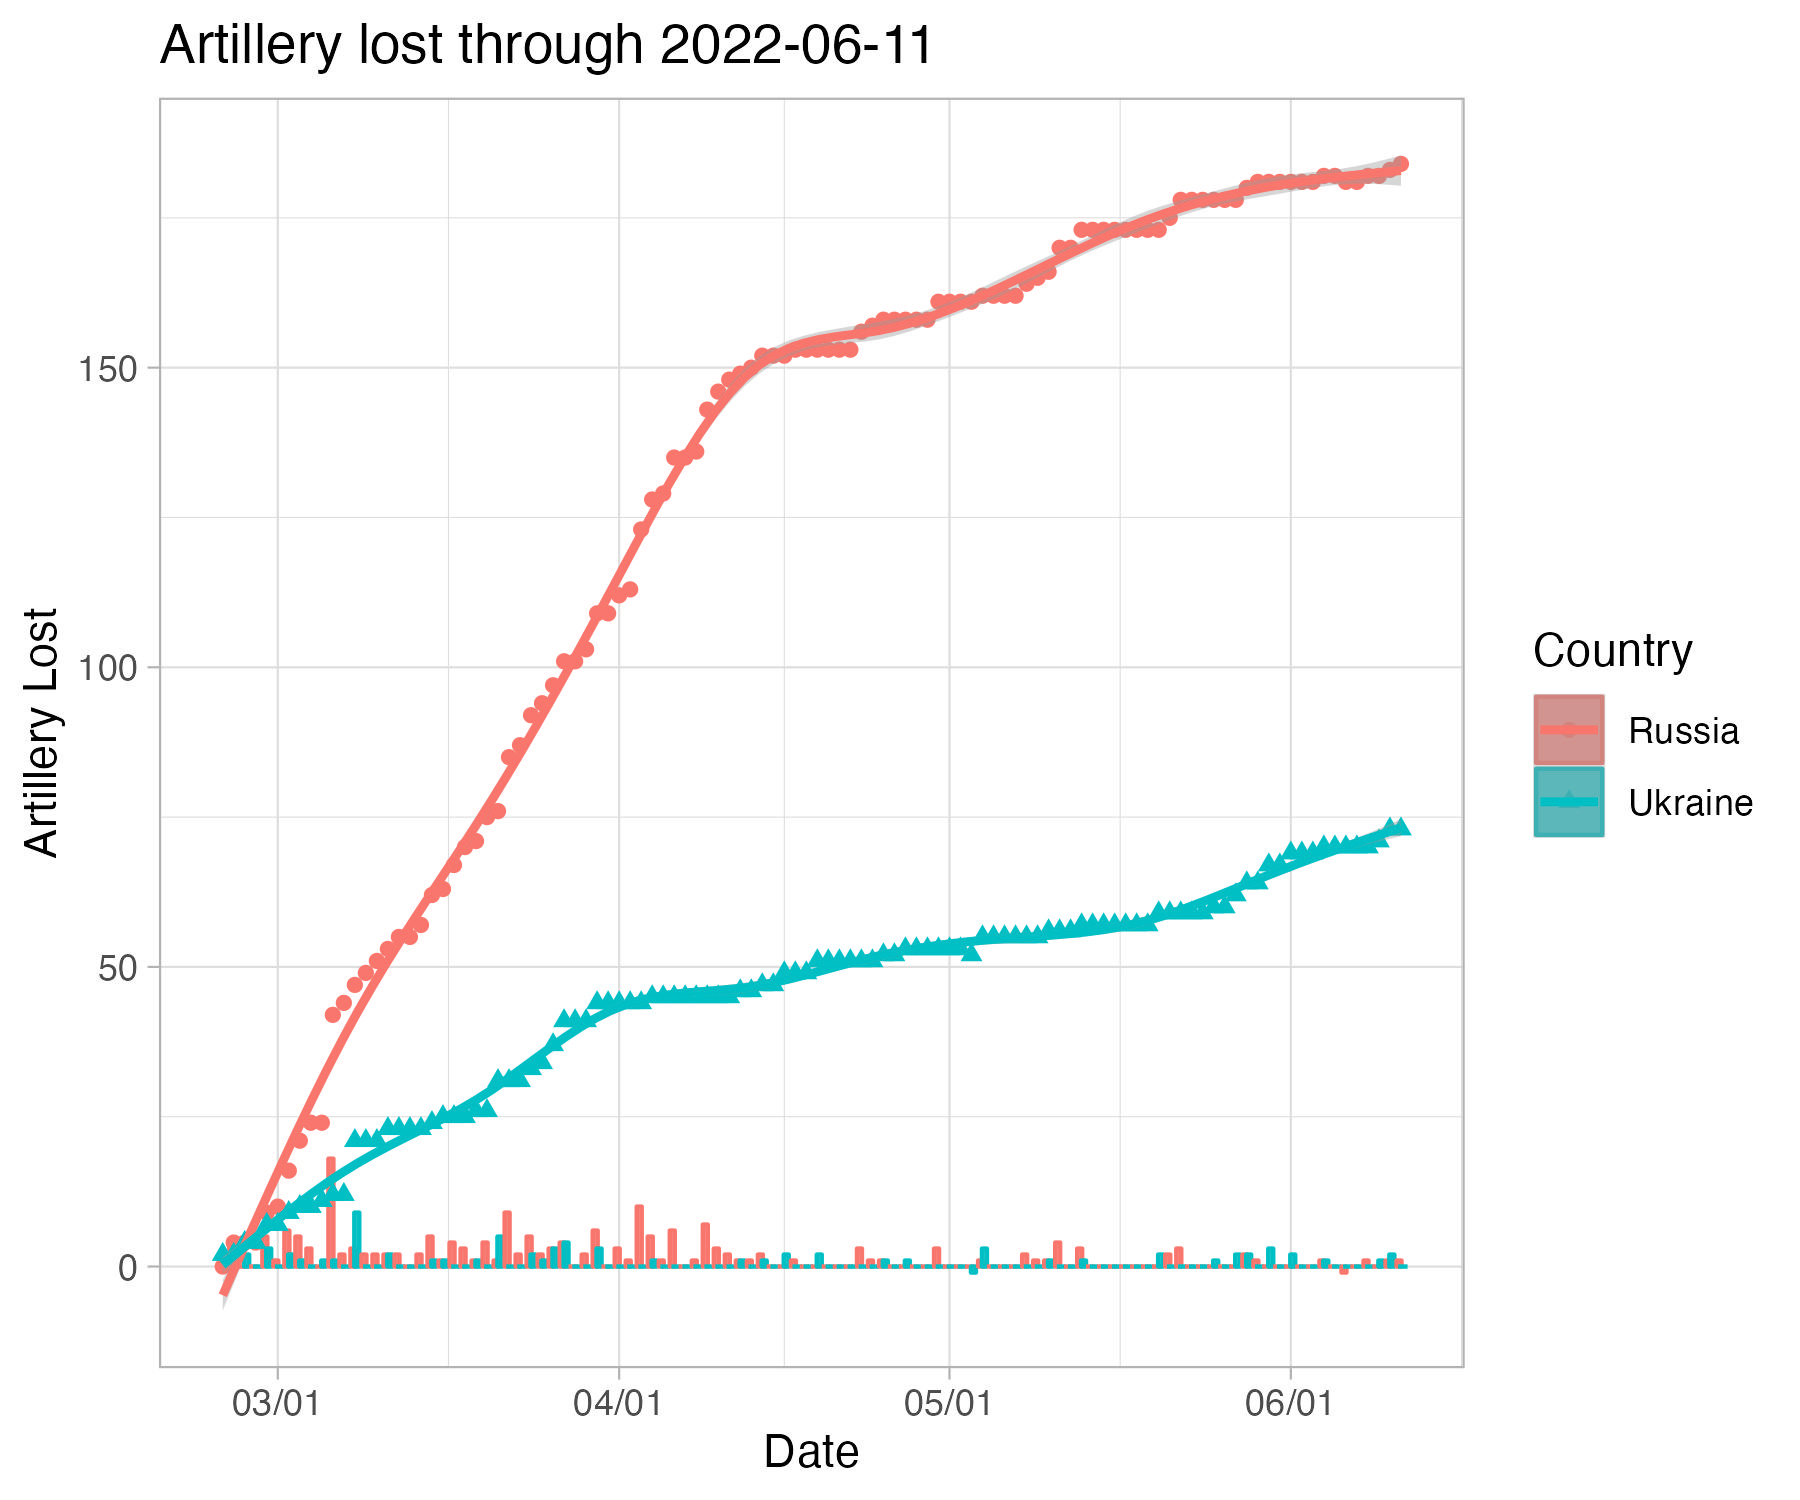 Artillery lost through 2022-06-11
Artillery Lost
150
100
50
0
03/01 04/01 05/01 06/01
Date
Country
Russia
Ukraine